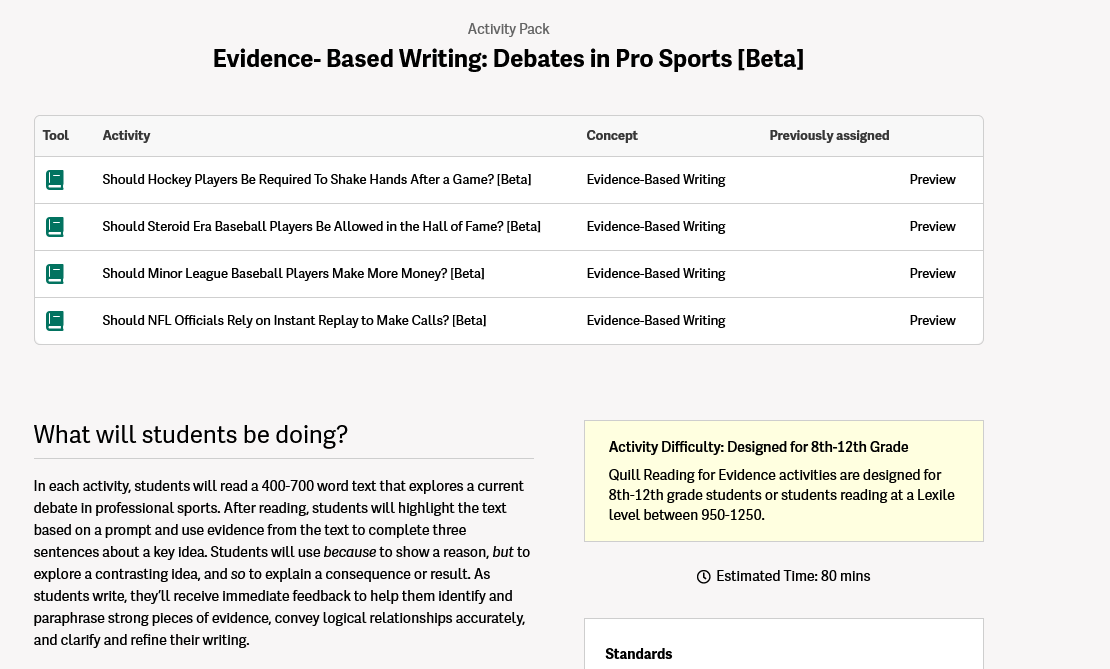 Activity Pack
Evidence- Based Writing: Debates in Pro Sports [Beta]
Tool Activity Concept Previously assigned
Should Hockey Players Be Required To Shake Hands After a Game? [Beta] Evidence-Based Writing Preview
Should Steroid Era Baseball Players Be Allowed in the Hall of Fame? [Beta] Evidence-Based Writing Preview
Should Minor League Baseball Players Make More Money? [Beta] Evidence-Based Writing Preview
Should NFL Officials Rely on Instant Replay to Make Calls? [Beta] Evidence-Based Writing Preview
What will students be doing?
In each activity, students will read a 400-700 word text that explores a current
debate in professional sports. After reading, students will highlight the text
based on a prompt and use evidence from the text to complete three
sentences about a key idea. Students will use because to show a reason, but to
explore a contrasting idea, and so to explain a consequence or result. As
students write, they’ll receive immediate feedback to help them identify and
paraphrase strong pieces of evidence, convey logical relationships accurately,
and clarify and refine their writing.
Activity Difficulty: Designed for 8th-12th Grade
Quill Reading for Evidence activities are designed for
8th-12th grade students or students reading at a Lexile
level between 950-1250.
Estimated Time: 80 mins
Standards